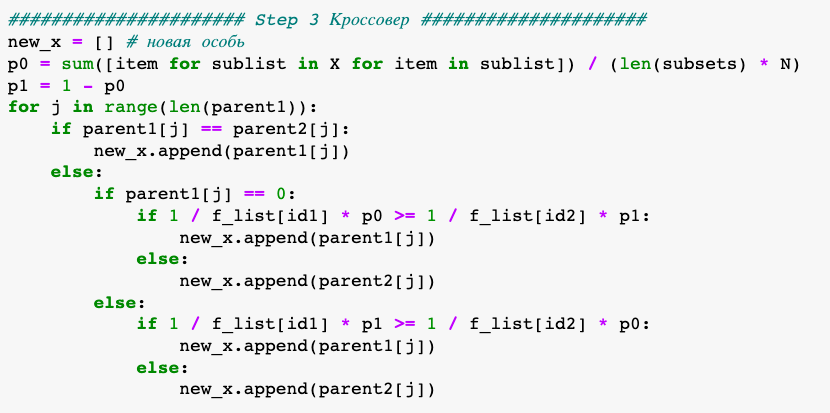 ###################### Step 3 Кроссовер #####################
new_x = [] # новая особь
p0 = sum([item for sublist in X for item in sublist]) / (len(subsets) * N)
p1 = 1 - p0
for j in range(len(parent1)):
    if parent1[j] == parent2[j]:
        new_x.append(parent1[j])
    else:
        if parent1[j] == 0:
            if 1 / f_list[id1] * p0 >= 1 / f_list[id2] * p1:
                new_x.append(parent1[j])
            else:
                new_x.append(parent2[j])
        else:
            if 1 / f_list[id1] * p1 >= 1 / f_list[id2] * p0:
                new_x.append(parent1[j])
            else:
                new_x.append(parent2[j])